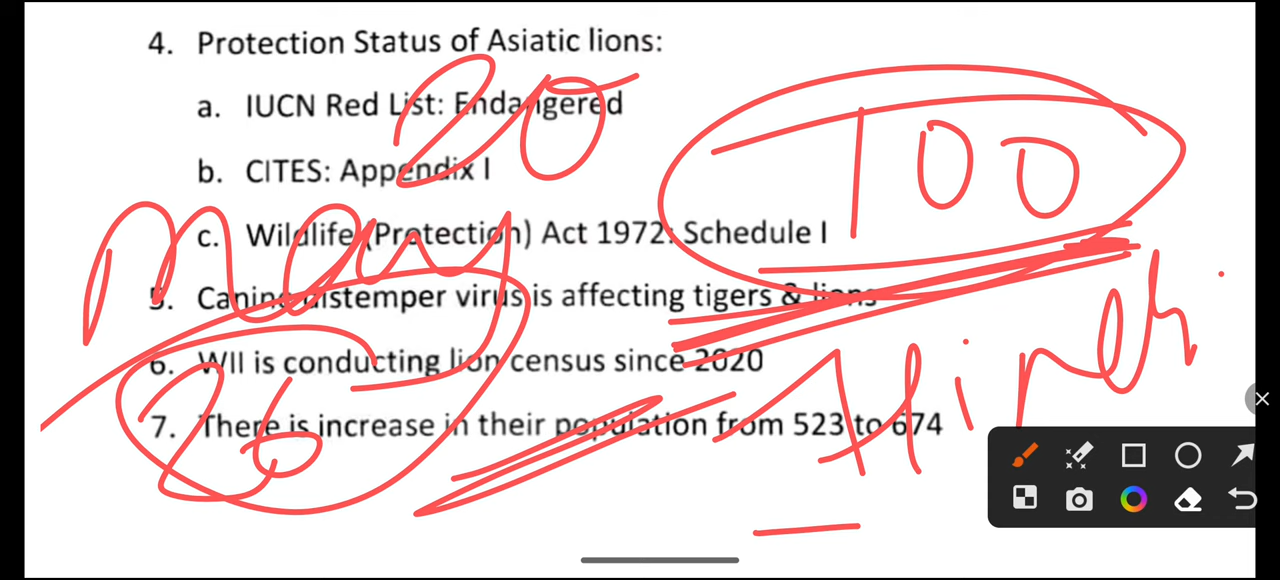 4. Protection Status of Asiatic lions:
a. IUCN Red List: Endangered
b. CITES: Appendix I
c. Wildlife (Protection) Act 1972: Schedule I
5. Canine distemper virus is affecting tigers & lions
6. WII is conducting lion census since 2020
7. There is increase in their population from 523 to 674
20
100
May
26